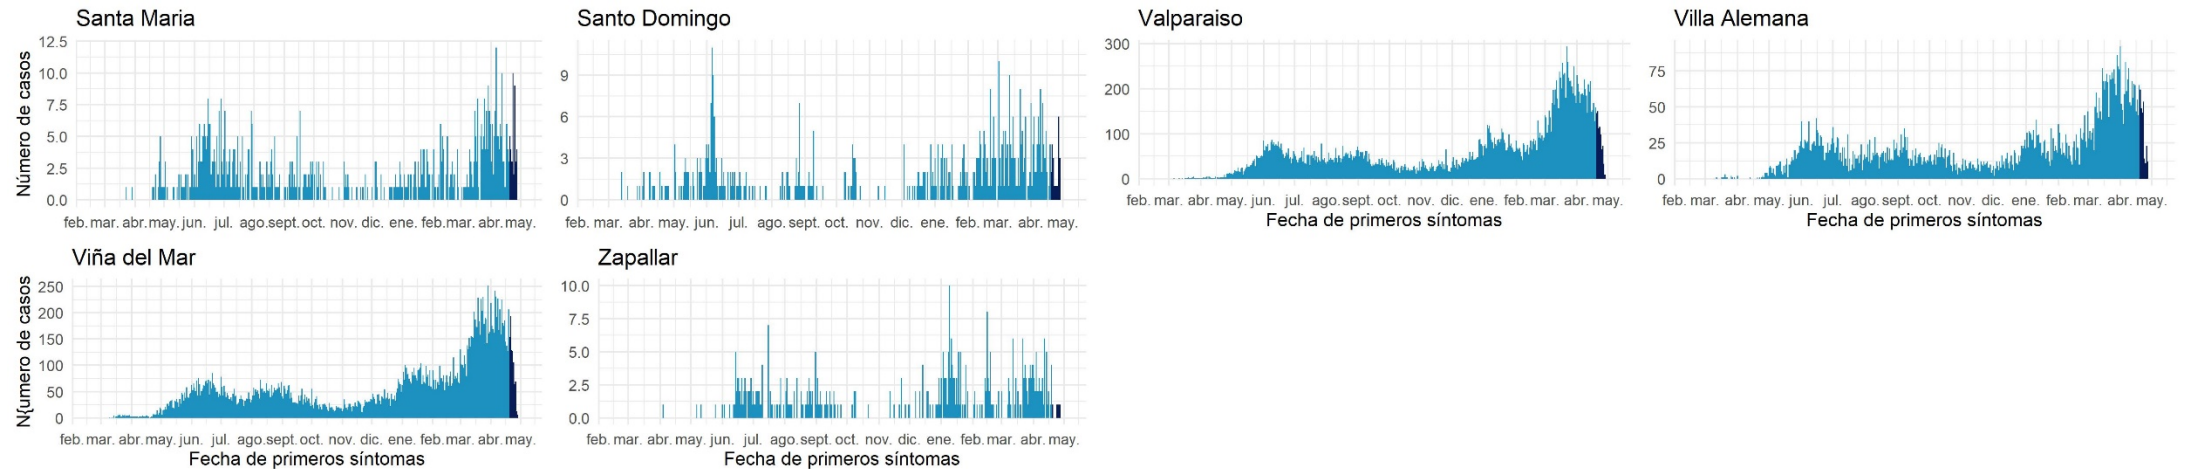 Santa Maria
Número de casos
12.5
10.0
7.5
5.0
2.5
0.0
feb. mar. abr. may. jun. jul. ago. sept. oct. nov. dic. ene. feb. mar. abr. may.
Santo Domingo
9
6
3
0
feb. mar. abr. may. jun. jul. ago. sept. oct. nov. dic. ene. feb. mar. abr. may.
Valparaiso
300
200
100
0
feb. mar. abr. may. jun. jul. ago. sept. oct. nov. dic. ene. feb. mar. abr. may.
Fecha de primeros síntomas
Villa Alemana
75
50
25
0
feb. mar. abr. may. jun. jul. ago. sept. oct. nov. dic. ene. feb. mar. abr. may.
Fecha de primeros síntomas
Viña del Mar
N{umero de casos
250
200
150
100
50
0
feb. mar. abr. may. jun. jul. ago. sept. oct. nov. dic. ene. feb. mar. abr. may.
Fecha de primeros síntomas
Zapallar
10.0
7.5
5.0
2.5
0.0
feb. mar. abr. may. jun. jul. ago. sept. oct. nov. dic. ene. feb. mar. abr. may.
Fecha de primeros síntomas